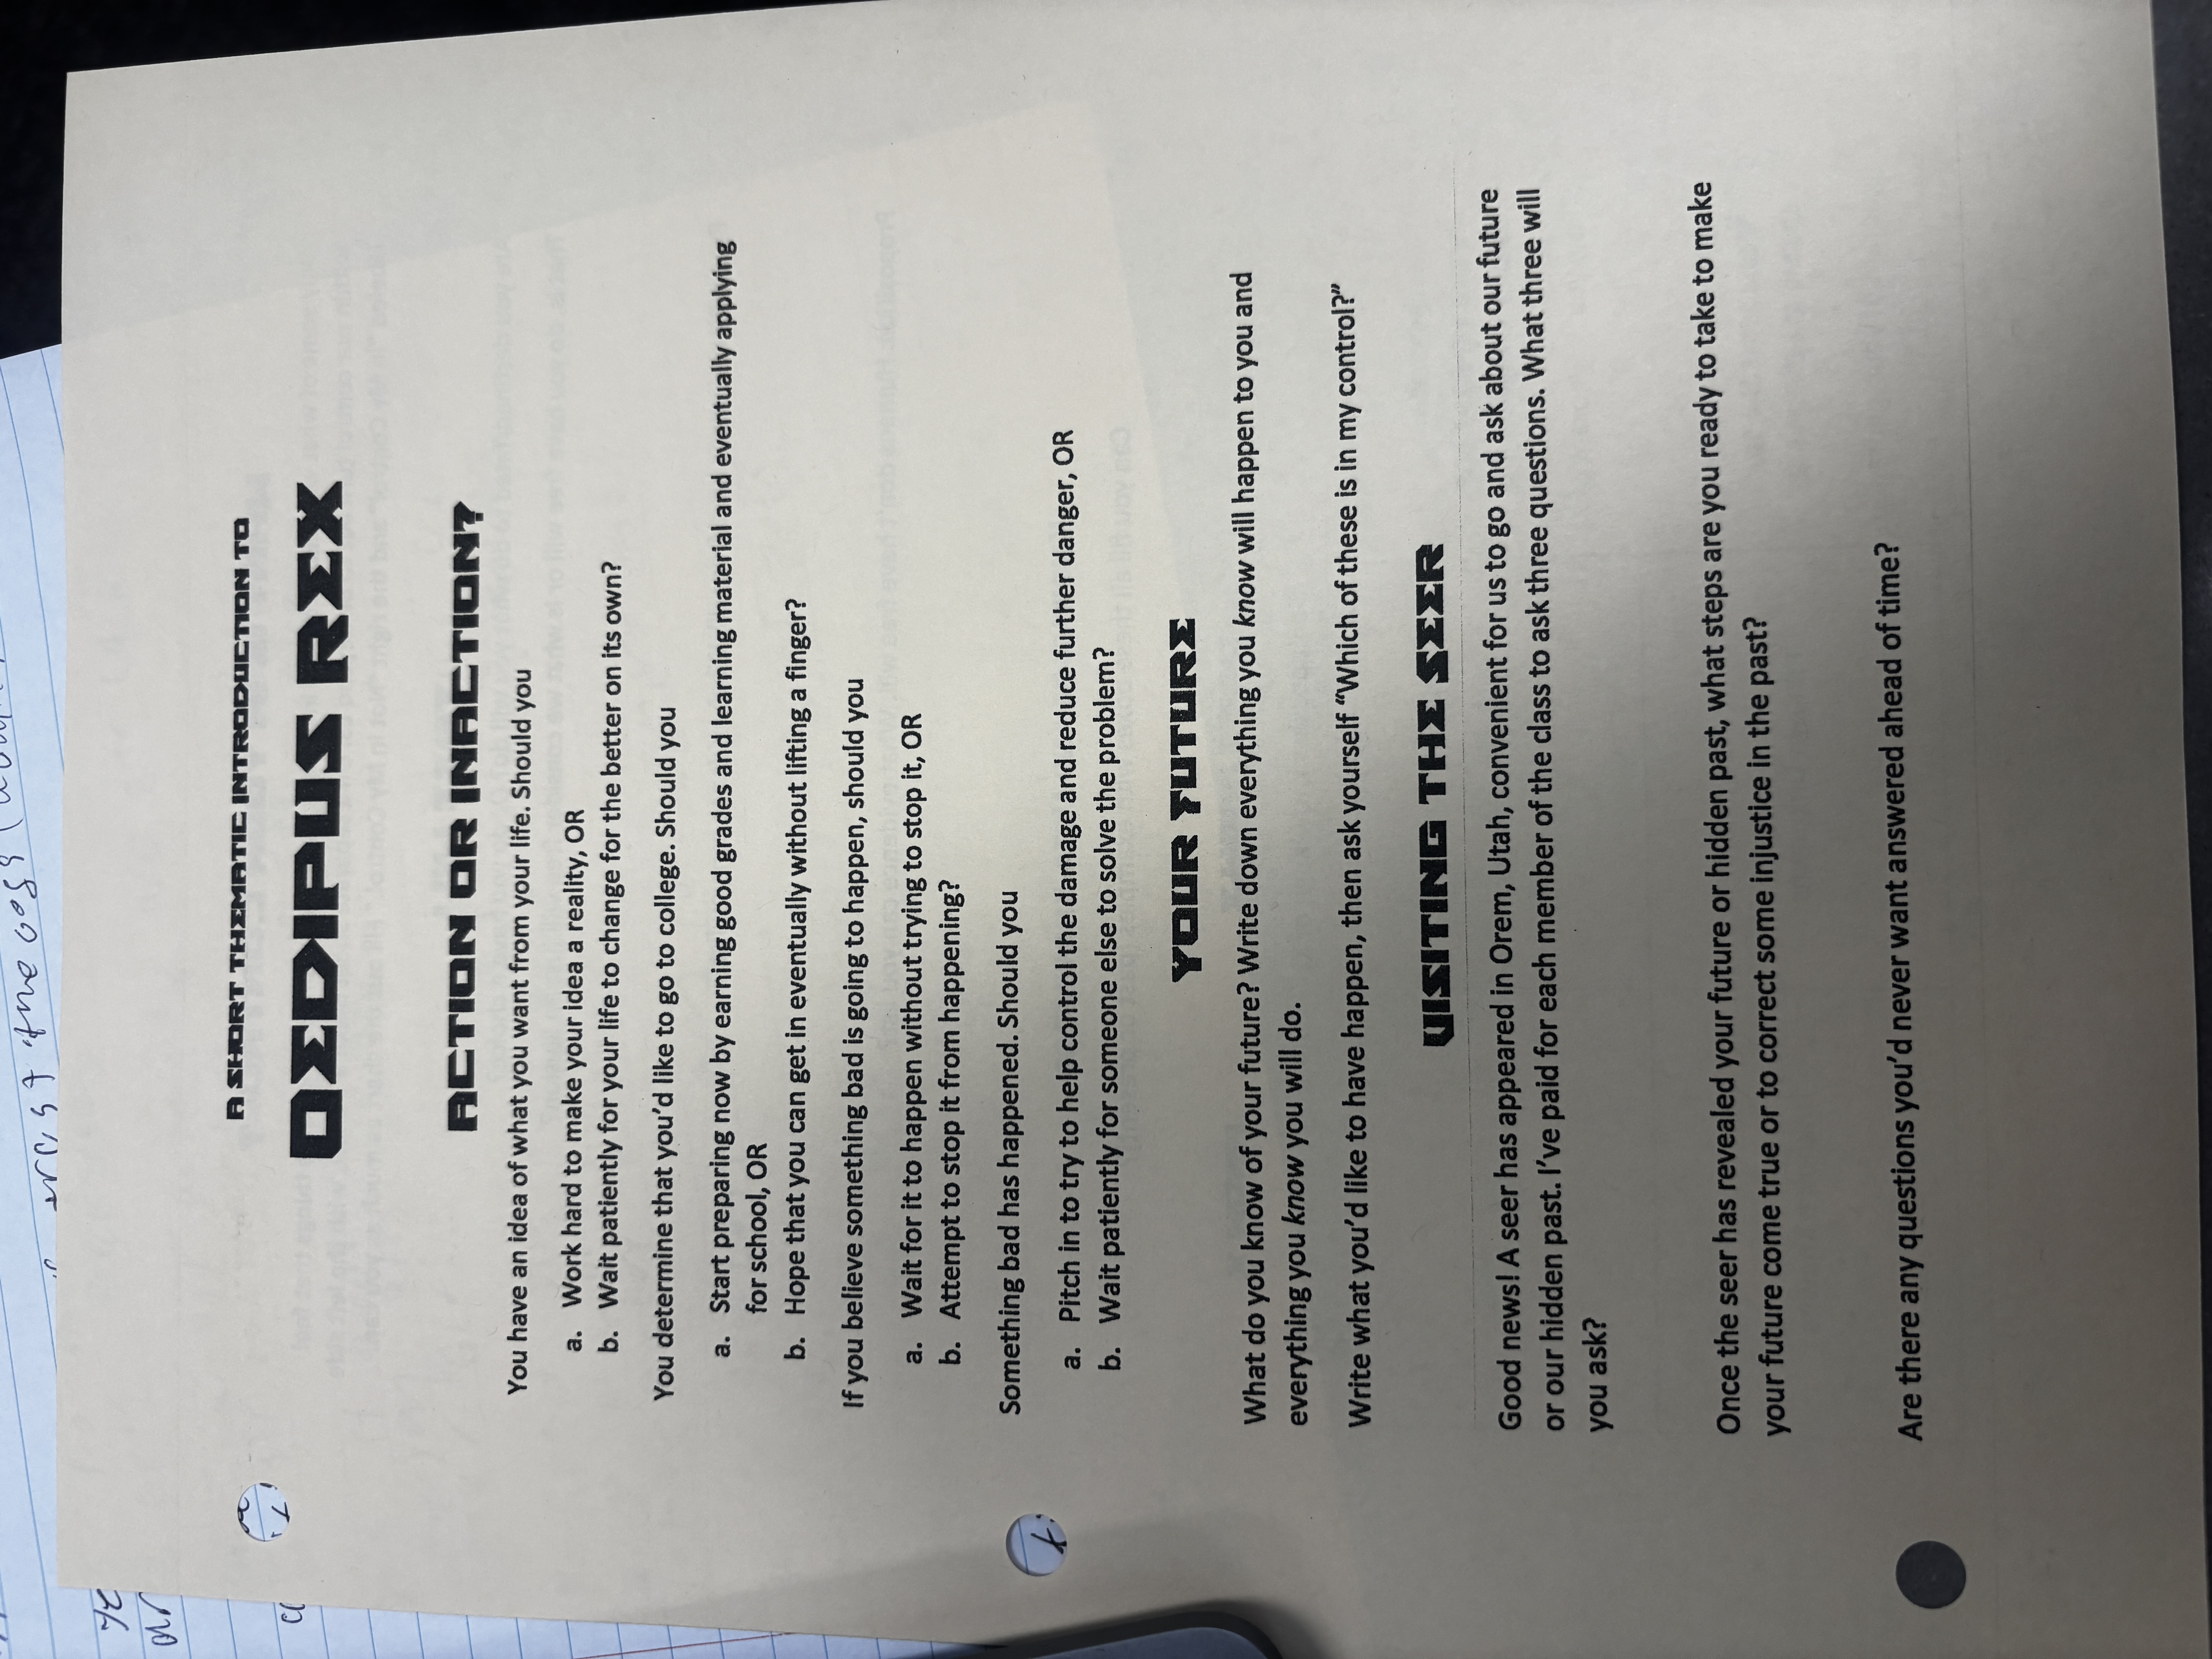 trust the
A SHORT THEMATIC INTRODUCTION TO
OEDIPUS REX
ACTION OR INACTION?
You have an idea of what you want from your life. Should you
a. Work hard to make your idea a reality, OR
b. Wait patiently for your life to change for the better on its own?
You determine that you'd like to go to college. Should you
a. Start preparing now by earning good grades and learning material and eventually applying
for school, OR
b. Hope that you can get in eventually without lifting a finger?
If you believe something bad is going to happen, should you
a. Wait for it to happen without trying to stop it, OR
b. Attempt to stop it from happening?
Something bad has happened. Should you
a. Pitch in to try to help control the damage and reduce further danger, OR
b. Wait patiently for someone else to solve the problem?
YOUR FUTURE
What do you know of your future? Write down everything you know will happen to you and
everything you know you will do.
Write what you'd like to have happen, then ask yourself “Which of these is in my control?”
VISITING THE SEER
Good news! A seer has appeared in Orem, Utah, convenient for us to go and ask about our future
or our hidden past. I've paid for each member of the class to ask three questions. What three will
you ask?
Once the seer has revealed your future or hidden past, what steps are you ready to take to make
your future come true or to correct some injustice in the past?
Are there any questions you'd never want answered ahead of time?